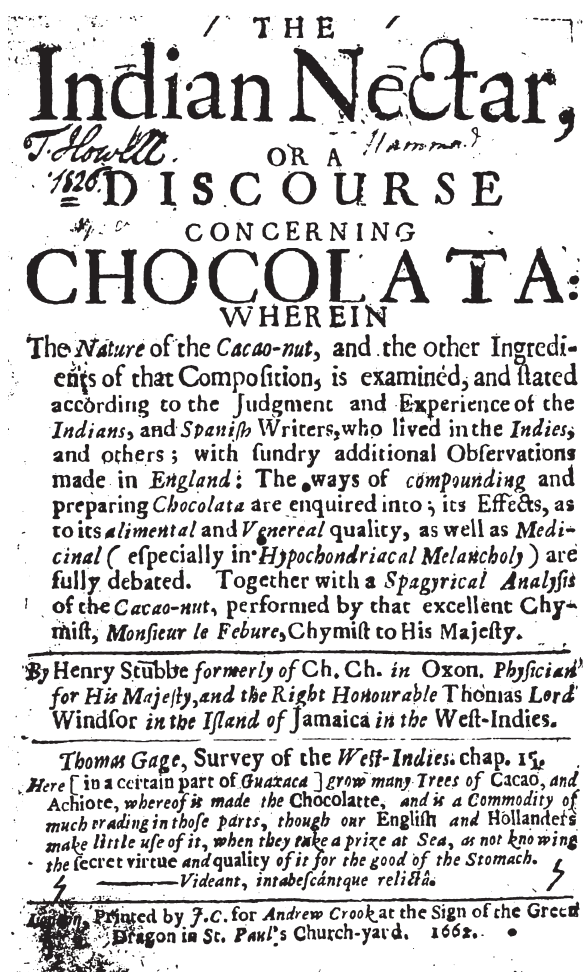 THE
Indian Nectar,
T. Howell.
OR A
1826.
DISCOURSE
CONCERNING
CHOCOLATA:
WHEREIN
The Nature of the Cacao-nut, and the other Ingredi-
ents of that Compoſition, is examined, and ſtated
according to the Judgment and Experience of the
Indians, and Spaniſh Writers, who lived in the Indies,
and others; with ſundry additional Obſervations
made in England: The ways of compounding and
preparing Chocolata are enquired into; its Effects, as
to its alimental and Venereal quality, as well as Medi-
cinal (eſpecially in Hypochondriacal Melancholy) are
fully debated. Together with a Spagyrical Analyſis
of the Cacao-nut, performed by that excellent Chy-
miſt, Monſieur le Febure, Chymiſt to His Majeſty.
By Henry Stubbe formerly of Ch. Ch. in Oxon. Phyſician
for His Majeſty, and the Right Honourable Thomas Lord
Windſor in the Iſland of Jamaica in the Weſt-Indies.
Thomas Gage, Survey of the Weſt-Indies. chap. 15.
Here [in a certain part of Guaxaca] grow many Trees of Cacao, and
Achiote, whereof is made the Chocolatte, and is a Commodity of
much trading in thoſe parts, though our Engliſh and Hollanders
make little uſe of it, when they take a prize at Sea, as not knowing
the ſecret virtue and quality of it for the good of the Stomach.
Videant, intabeſcántque relictâ.
London, Printed by J.C. for Andrew Crook at the Sign of the Green
Dragon in St. Paul's Church-yard. 1662.